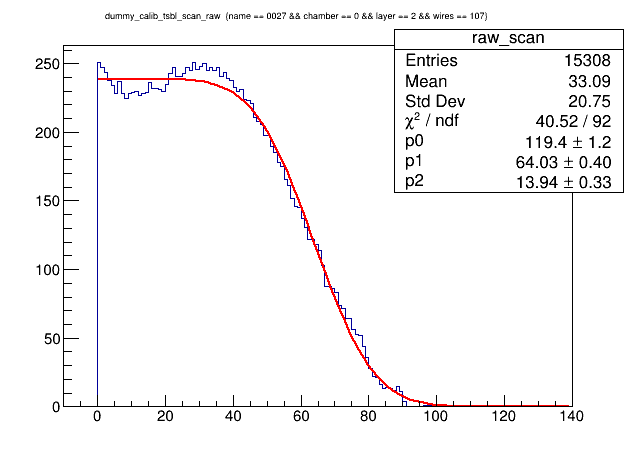 dummy_calib_tsbl_scan_raw (name == 0027 && chamber == 0 && layer == 2 && wires == 107)
raw_scan
Entries 15308
Mean 33.09
Std Dev 20.75
χ² / ndf 40.52 / 92
p0 119.4 ± 1.2
p1 64.03 ± 0.40
p2 13.94 ± 0.33
250
200
150
100
50
0
0 20 40 60 80 100 120 140